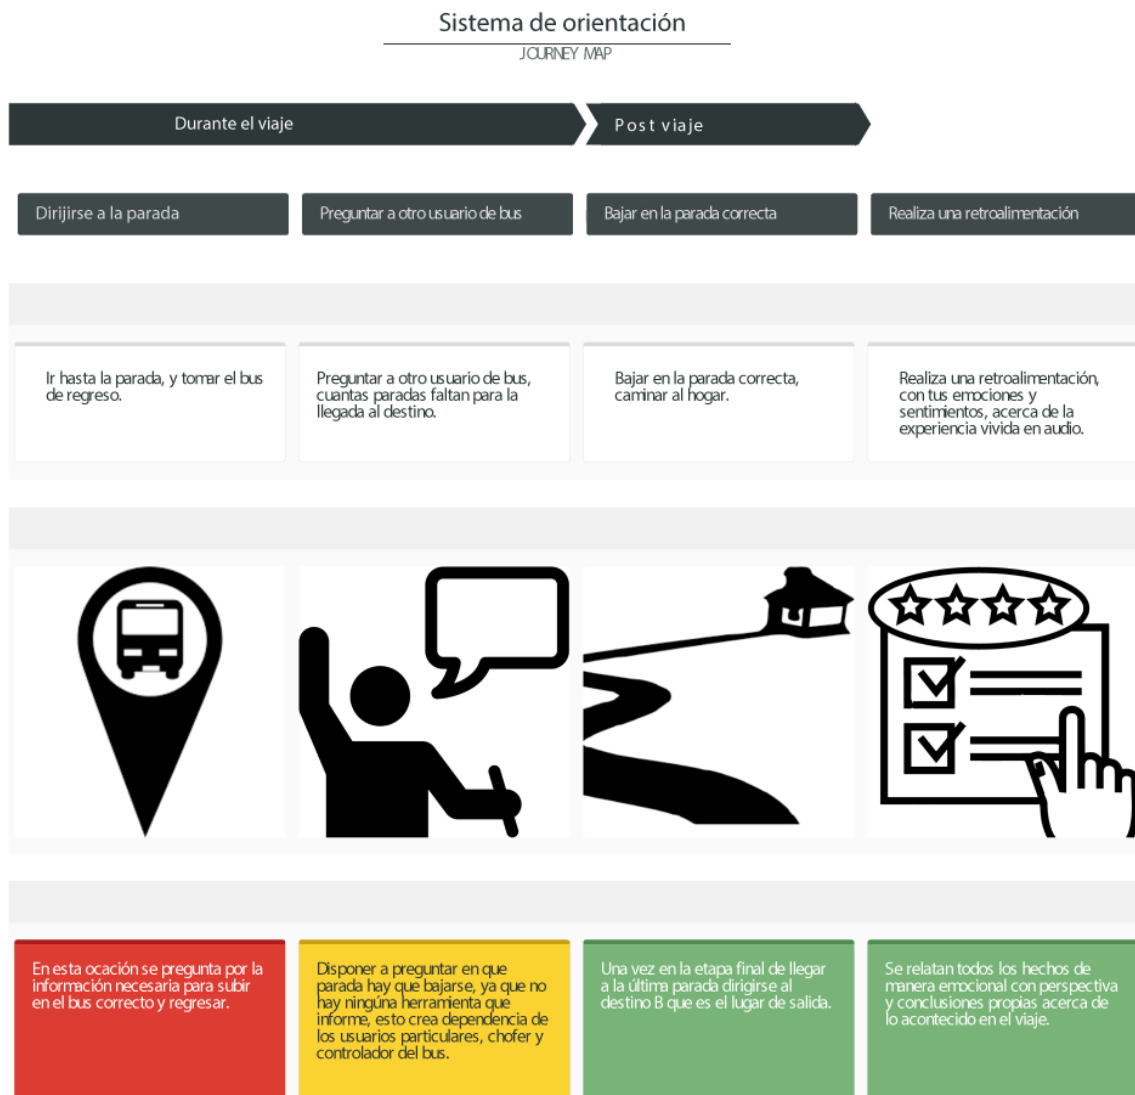 Sistema de orientación
JOURNEY MAP
Durante el viaje
Post viaje
Dirijirse a la parada
Preguntar a otro usuario de bus
Bajar en la parada correcta
Realiza una retroalimentación
Ir hasta la parada, y tomar el bus
de regreso.
Preguntar a otro usuario de bus,
cuantas paradas faltan para la
llegada al destino.
Bajar en la parada correcta,
caminar al hogar.
Realiza una retroalimentación,
con tus emociones y
sentimientos, acerca de la
experiencia vivida en audio.
En esta ocación se pregunta por la
información necesaria para subir
en el bus correcto y regresar.
Disponer a preguntar en que
parada hay que bajarse, ya que no
hay ningúna herramienta que
informe, esto crea dependencia de
los usuarios particulares, chofer y
controlador del bus.
Una vez en la etapa final de llegar
a la última parada dirigirse al
destino B que es el lugar de salida.
Se relatan todos los hechos de
manera emocional con perspectiva
y conclusiones propias acerca de
lo acontecido en el viaje.